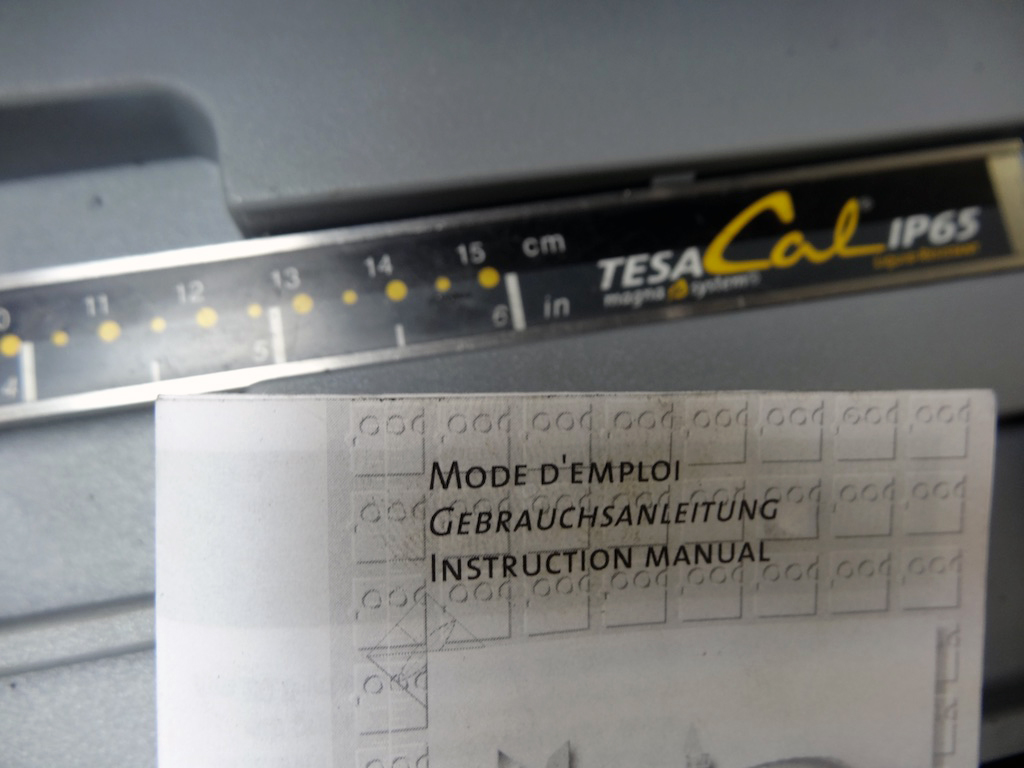 11 12 13 14 15 cm
4 5 6 in
TESA Cal IP65
magna system
MODE D'EMPLOI
GEBRAUCHSANLEITUNG
INSTRUCTION MANUAL